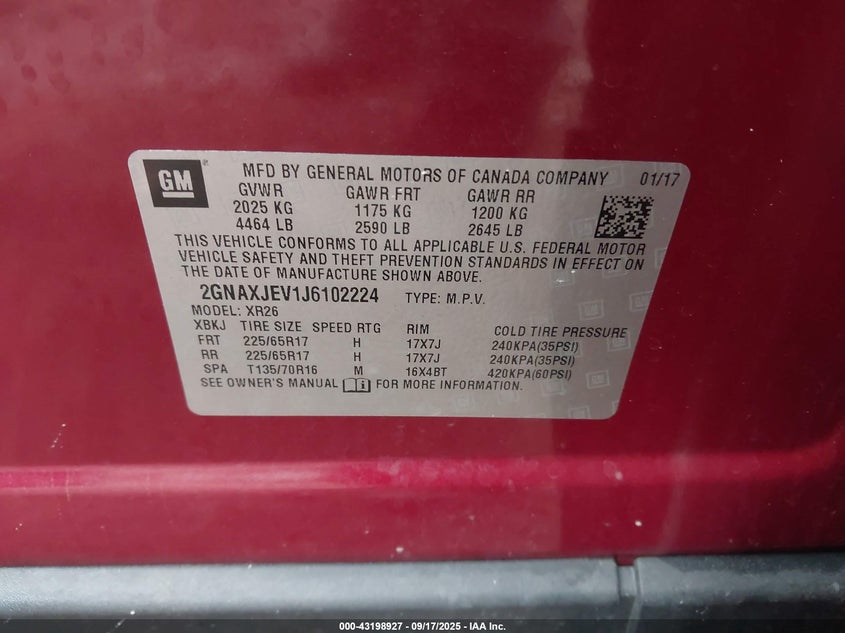 GM
MFD BY GENERAL MOTORS OF CANADA COMPANY 01/17
GVWR GAWR FRT GAWR RR
2025 KG 1175 KG 1200 KG
4464 LB 2590 LB 2645 LB
THIS VEHICLE CONFORMS TO ALL APPLICABLE U.S. FEDERAL MOTOR
VEHICLE SAFETY AND THEFT PREVENTION STANDARDS IN EFFECT ON
THE DATE OF MANUFACTURE SHOWN ABOVE.
2GNAXJEV1J6102224 TYPE: M.P.V.
MODEL: XR26
XBKJ TIRE SIZE SPEED RTG RIM COLD TIRE PRESSURE
FRT 225/65R17 H 17X7J 240KPA(35PSI)
RR 225/65R17 H 17X7J 240KPA(35PSI)
SPA T135/70R16 M 16X4BT 420KPA(60PSI)
SEE OWNER'S MANUAL FOR MORE INFORMATION.
000-43198927 - 09/17/2025 - IAA Inc.